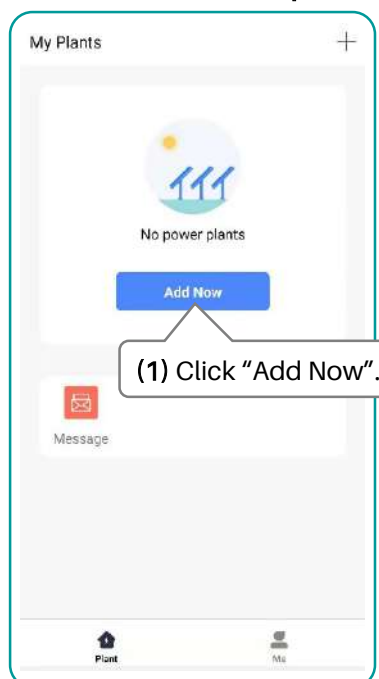 My Plants +
No power plants
Add Now
(1) Click “Add Now”.
Message
Plant
Me